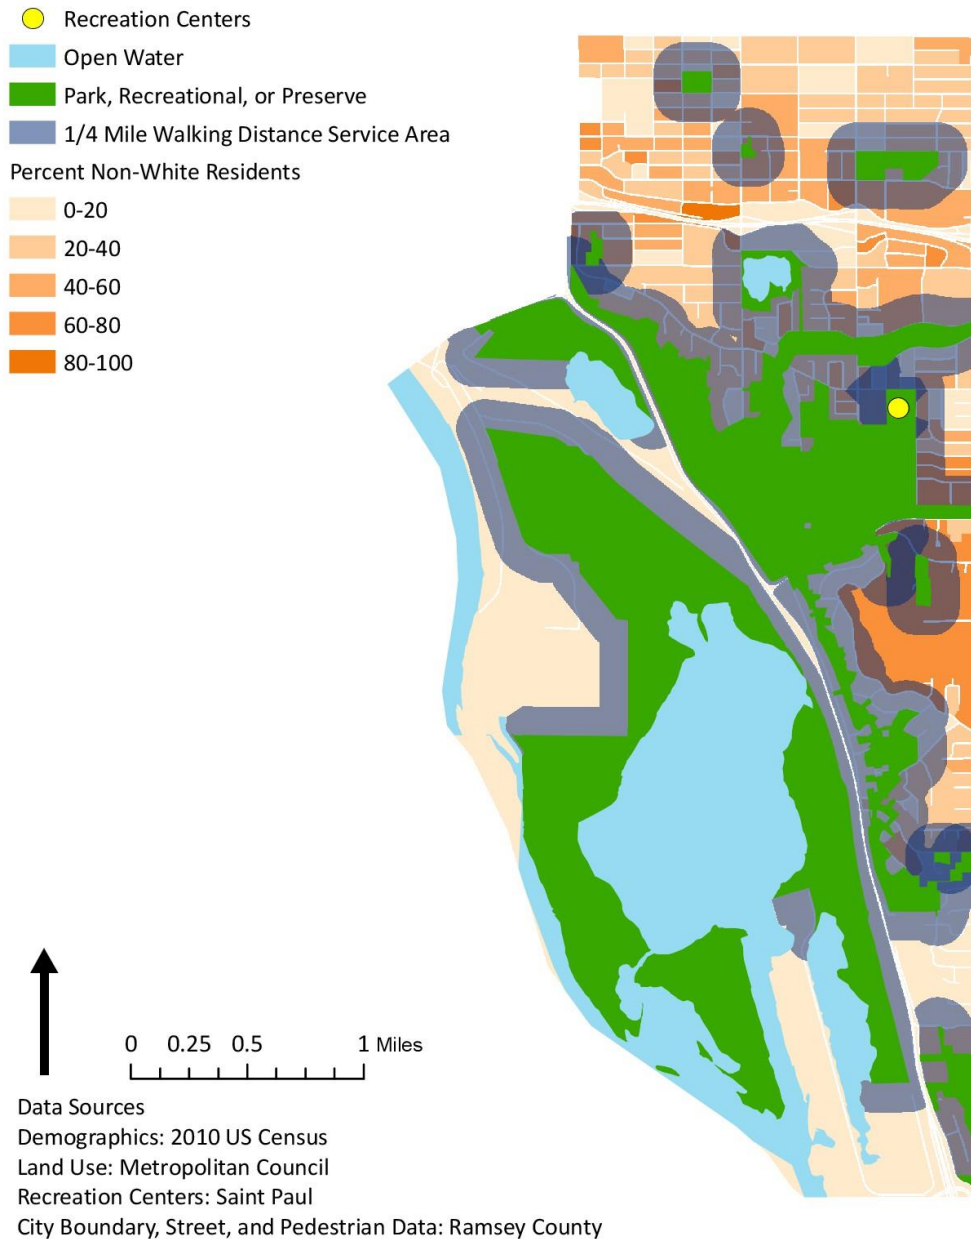 Recreation Centers
Open Water
Park, Recreational, or Preserve
1/4 Mile Walking Distance Service Area
Percent Non-White Residents
0-20
20-40
40-60
60-80
80-100
0 0.25 0.5 1 Miles
Data Sources
Demographics: 2010 US Census
Land Use: Metropolitan Council
Recreation Centers: Saint Paul
City Boundary, Street, and Pedestrian Data: Ramsey County